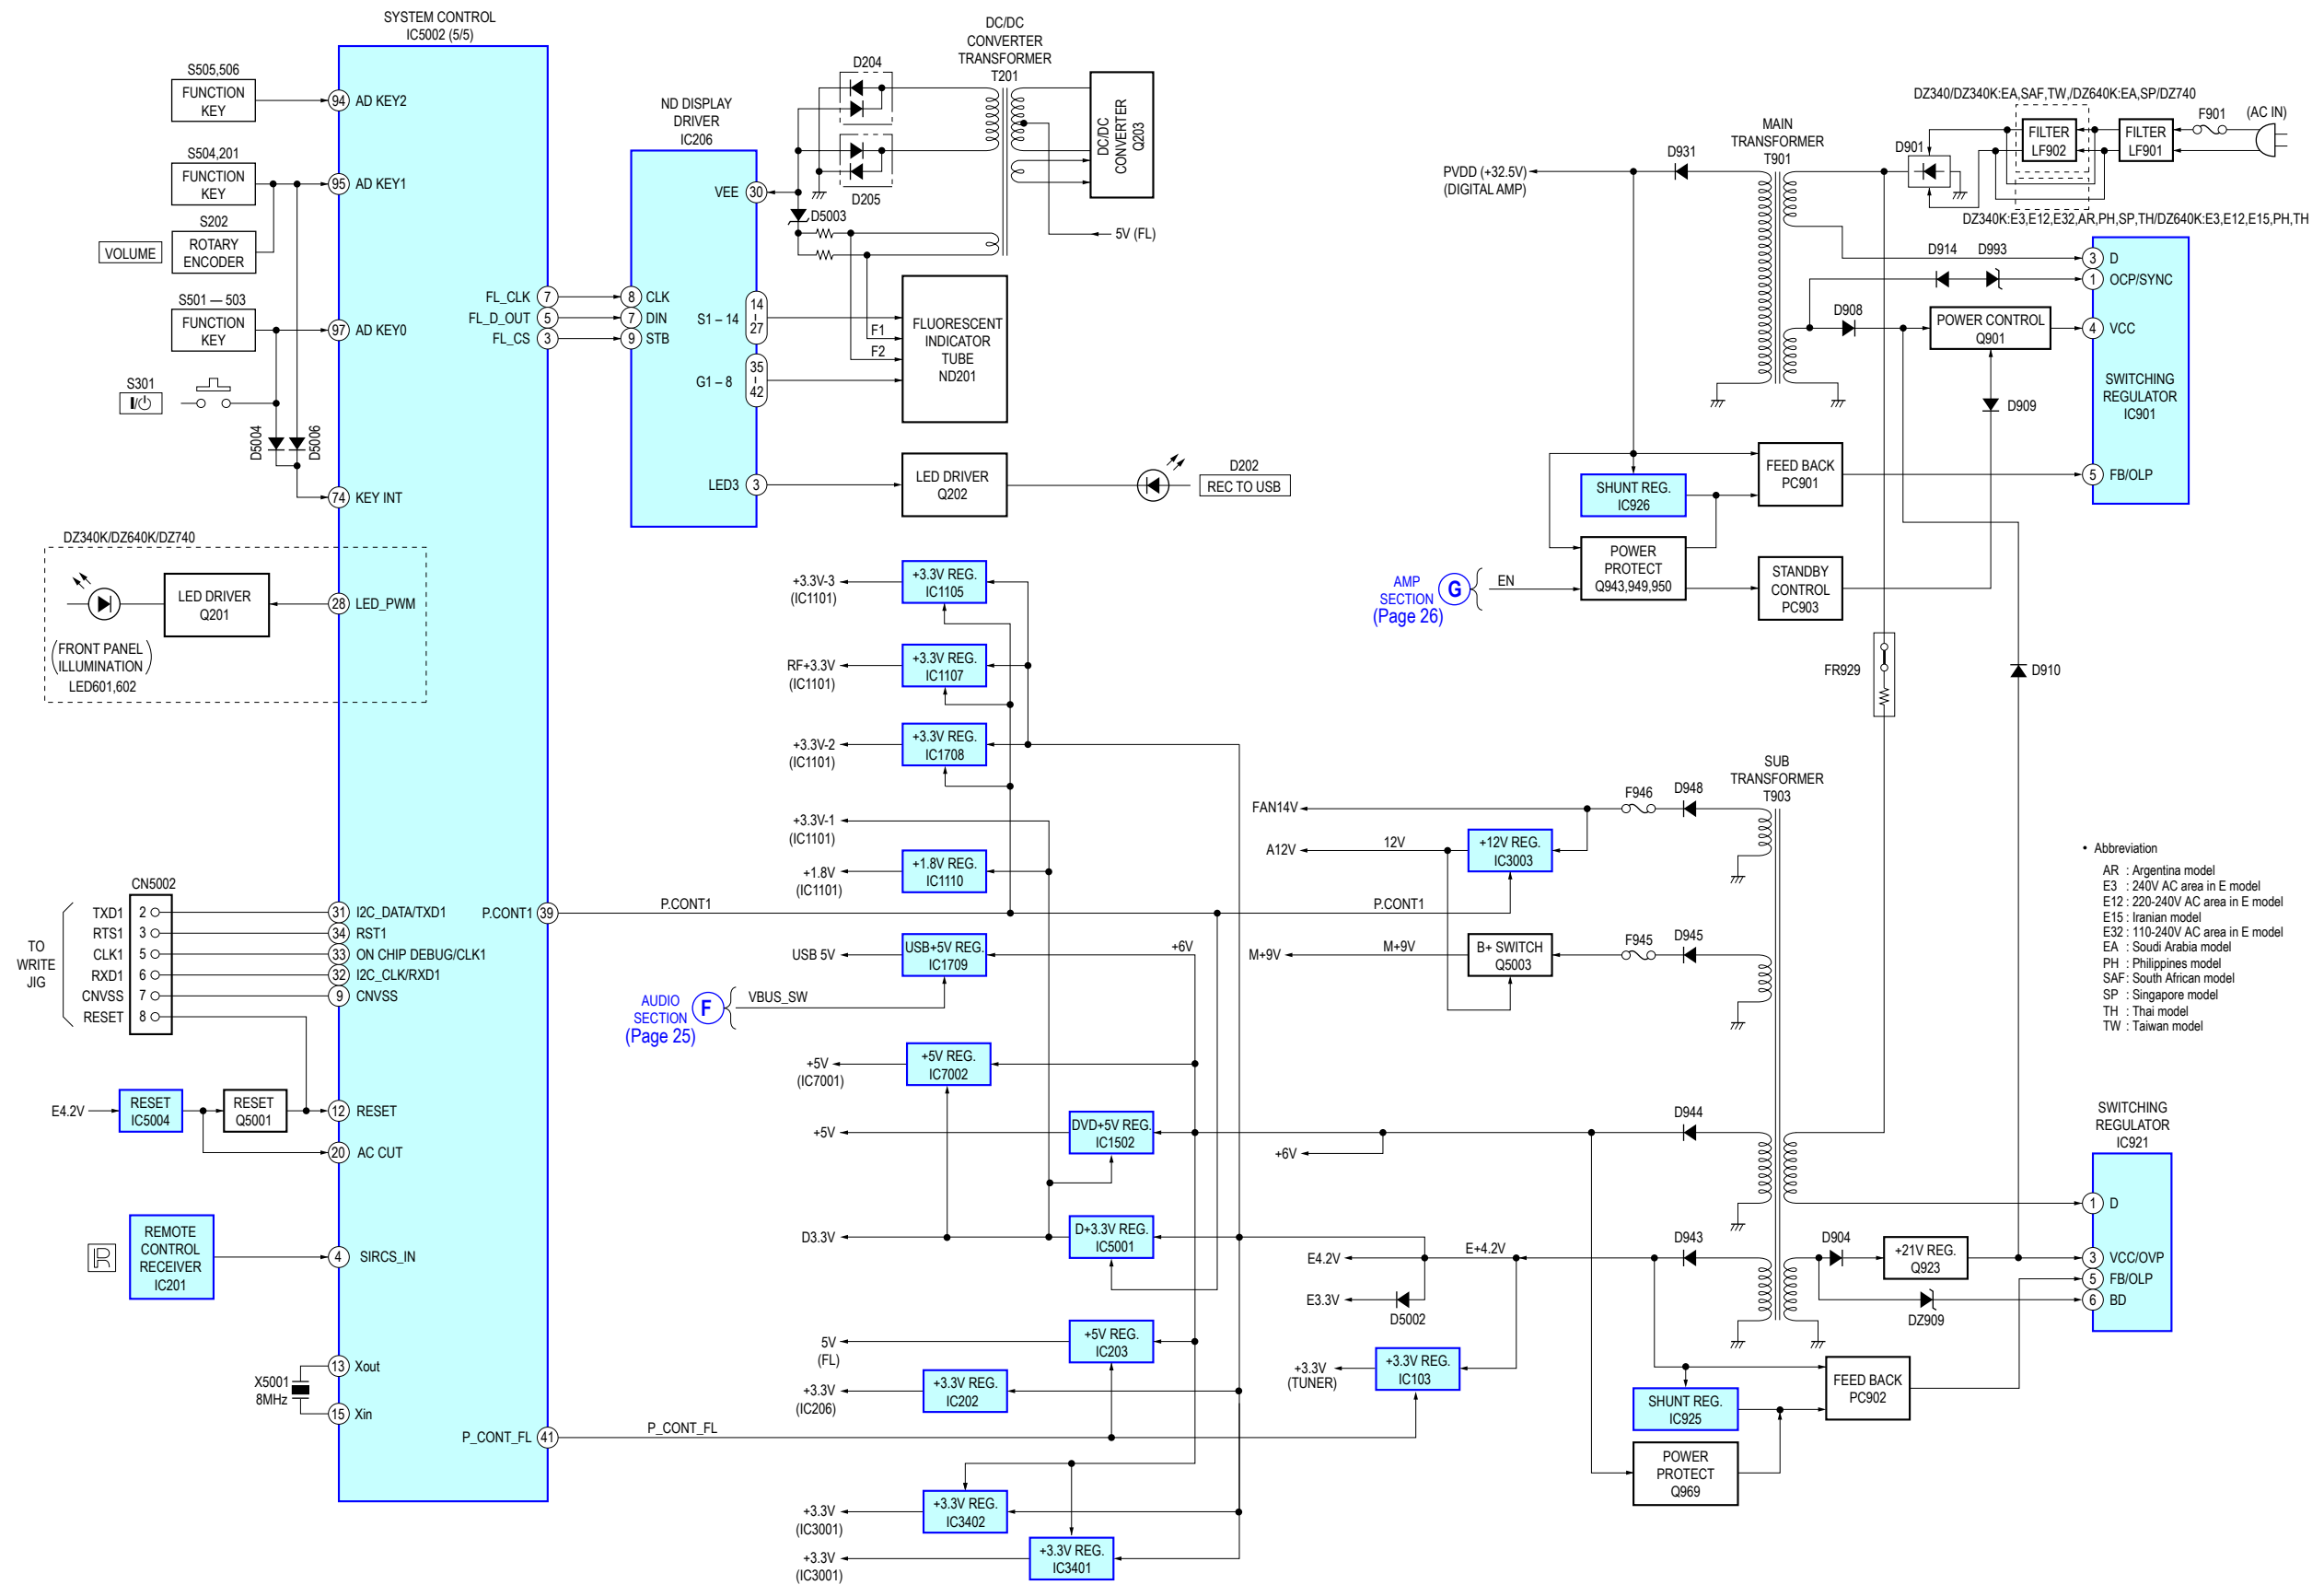 SYSTEM CONTROL
IC5002 (5/5)
S505,506
FUNCTION
KEY
94 AD KEY2
S504,201
FUNCTION
KEY
95 AD KEY1
S202
VOLUME
ROTARY
ENCODER
S501 — 503
FUNCTION
KEY
97 AD KEY0
S301
I/
D5004
D5006
74 KEY INT
DZ340K/DZ640K/DZ740
LED DRIVER
Q201
28 LED_PWM
(FRONT PANEL
ILLUMINATION)
LED601,602
CN5002
TO
WRITE
JIG
TXD1 2
RTS1 3
CLK1 5
RXD1 6
CNVSS 7
RESET 8
31 I2C_DATA/TXD1
34 RST1
33 ON CHIP DEBUG/CLK1
32 I2C_CLK/RXD1
9 CNVSS
E4.2V
RESET
IC5004
RESET
Q5001
12 RESET
20 AC CUT
R
REMOTE
CONTROL
RECEIVER
IC201
4 SIRCS_IN
X5001
8MHz
13 Xout
15 Xin
FL_CLK 7
FL_D_OUT 5
FL_CS 3
P.CONT1 39
P_CONT_FL 41
ND DISPLAY
DRIVER
IC206
8 CLK
7 DIN
9 STB
VEE 30
S1 – 14
14
–
27
G1 – 8
35
–
42
LED3 3
D204
D205
D5003
DC/DC
CONVERTER
TRANSFORMER
T201
DC/DC
CONVERTER
Q203
5V (FL)
F1
F2
FLUORESCENT
INDICATOR
TUBE
ND201
LED DRIVER
Q202
D202
REC TO USB
+3.3V-3
(IC1101)
+3.3V REG.
IC1105
RF+3.3V
(IC1101)
+3.3V REG.
IC1107
+3.3V-2
(IC1101)
+3.3V REG.
IC1708
+3.3V-1
(IC1101)
+1.8V
(IC1101)
+1.8V REG.
IC1110
P.CONT1
P.CONT1
USB 5V
USB+5V REG.
IC1709
+6V
AUDIO
SECTION
(Page 25)
F
VBUS_SW
+5V
(IC7001)
+5V REG.
IC7002
+5V
DVD+5V REG.
IC1502
D3.3V
D+3.3V REG.
IC5001
5V
(FL)
+5V REG.
IC203
+3.3V
(IC206)
+3.3V REG.
IC202
P_CONT_FL
+3.3V
(IC3001)
+3.3V REG.
IC3402
+3.3V
(IC3001)
+3.3V REG.
IC3401
DZ340/DZ340K:EA,SAF,TW,/DZ640K:EA,SP/DZ740
MAIN
TRANSFORMER
T901
D931
PVDD (+32.5V)
(DIGITAL AMP)
D901
FILTER
LF902
FILTER
LF901
F901
(AC IN)
DZ340K:E3,E12,E32,AR,PH,SP,TH/DZ640K:E3,E12,E15,PH,TH
D914
D993
D908
POWER CONTROL
Q901
D909
3 D
1 OCP/SYNC
4 VCC
SWITCHING
REGULATOR
IC901
5 FB/OLP
FEED BACK
PC901
SHUNT REG.
IC926
POWER
PROTECT
Q943,949,950
STANDBY
CONTROL
PC903
AMP
SECTION
(Page 26)
G
EN
FR929
D910
SUB
TRANSFORMER
T903
FAN14V
F946
D948
A12V
12V
+12V REG.
IC3003
M+9V
M+9V
B+ SWITCH
Q5003
F945
D945
D944
+6V
E4.2V
E+4.2V
D943
E3.3V
D5002
+3.3V
(TUNER)
+3.3V REG.
IC103
SWITCHING
REGULATOR
IC921
1 D
D904
+21V REG.
Q923
3 VCC/OVP
5 FB/OLP
6 BD
DZ909
FEED BACK
PC902
SHUNT REG.
IC925
POWER
PROTECT
Q969
• Abbreviation
AR : Argentina model
E3 : 240V AC area in E model
E12 : 220-240V AC area in E model
E15 : Iranian model
E32 : 110-240V AC area in E model
EA : Soudi Arabia model
PH : Philippines model
SAF : South African model
SP : Singapore model
TH : Thai model
TW : Taiwan model